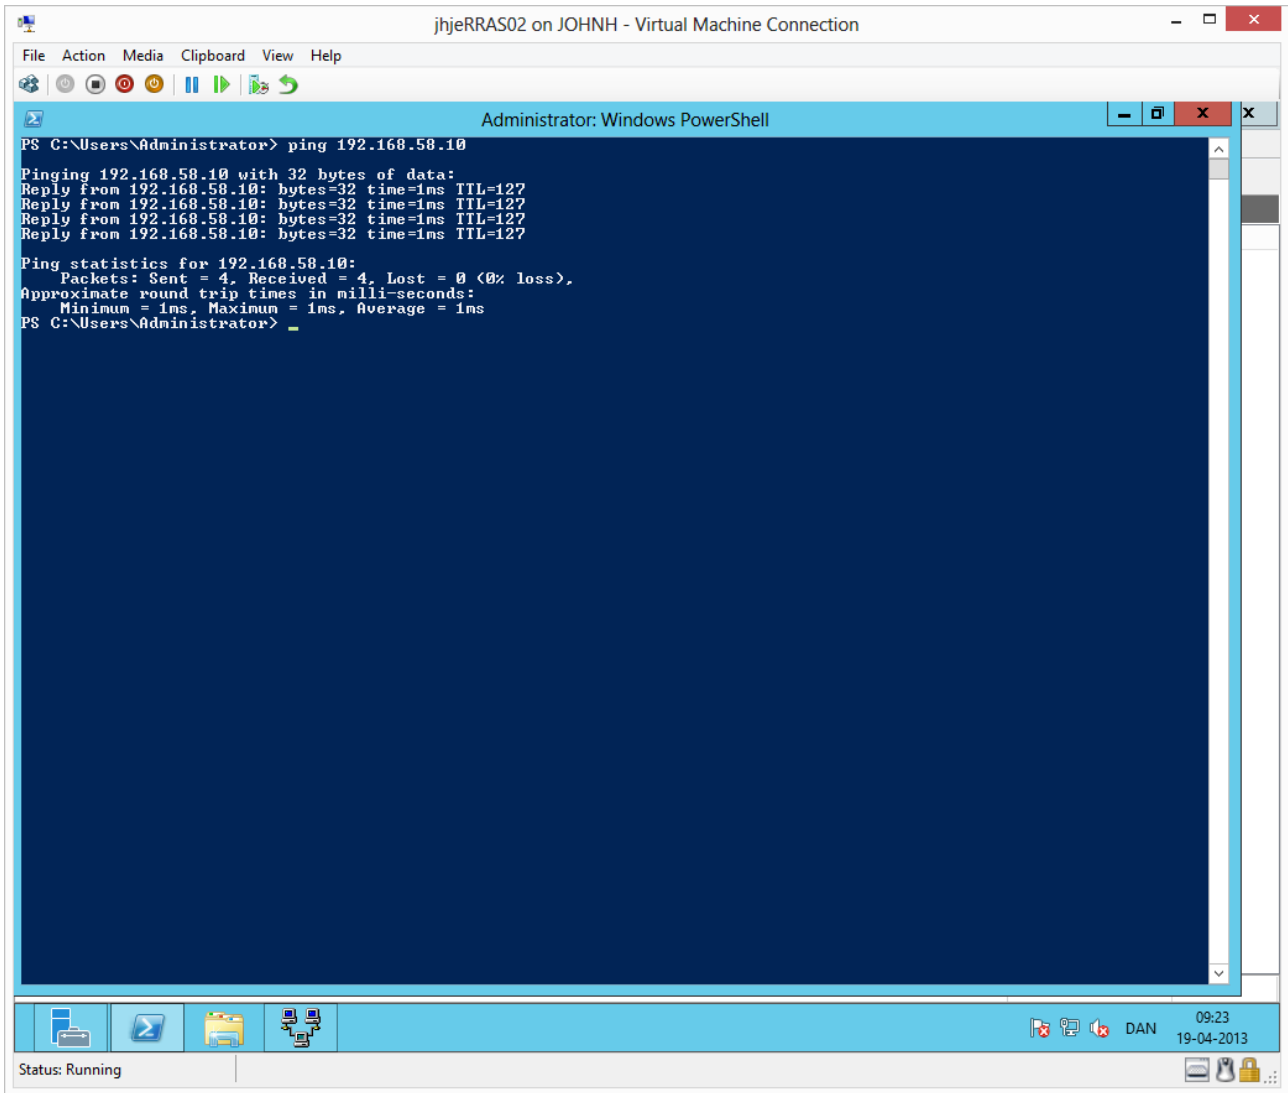 jhjeRRAS02 on JOHNH - Virtual Machine Connection
File Action Media Clipboard View Help
Administrator: Windows PowerShell
PS C:\Users\Administrator> ping 192.168.58.10
Pinging 192.168.58.10 with 32 bytes of data:
Reply from 192.168.58.10: bytes=32 time=1ms TTL=127
Reply from 192.168.58.10: bytes=32 time=1ms TTL=127
Reply from 192.168.58.10: bytes=32 time=1ms TTL=127
Reply from 192.168.58.10: bytes=32 time=1ms TTL=127
Ping statistics for 192.168.58.10:
    Packets: Sent = 4, Received = 4, Lost = 0 (0% loss),
Approximate round trip times in milli-seconds:
    Minimum = 1ms, Maximum = 1ms, Average = 1ms
PS C:\Users\Administrator> _
DAN
09:23
19-04-2013
Status: Running